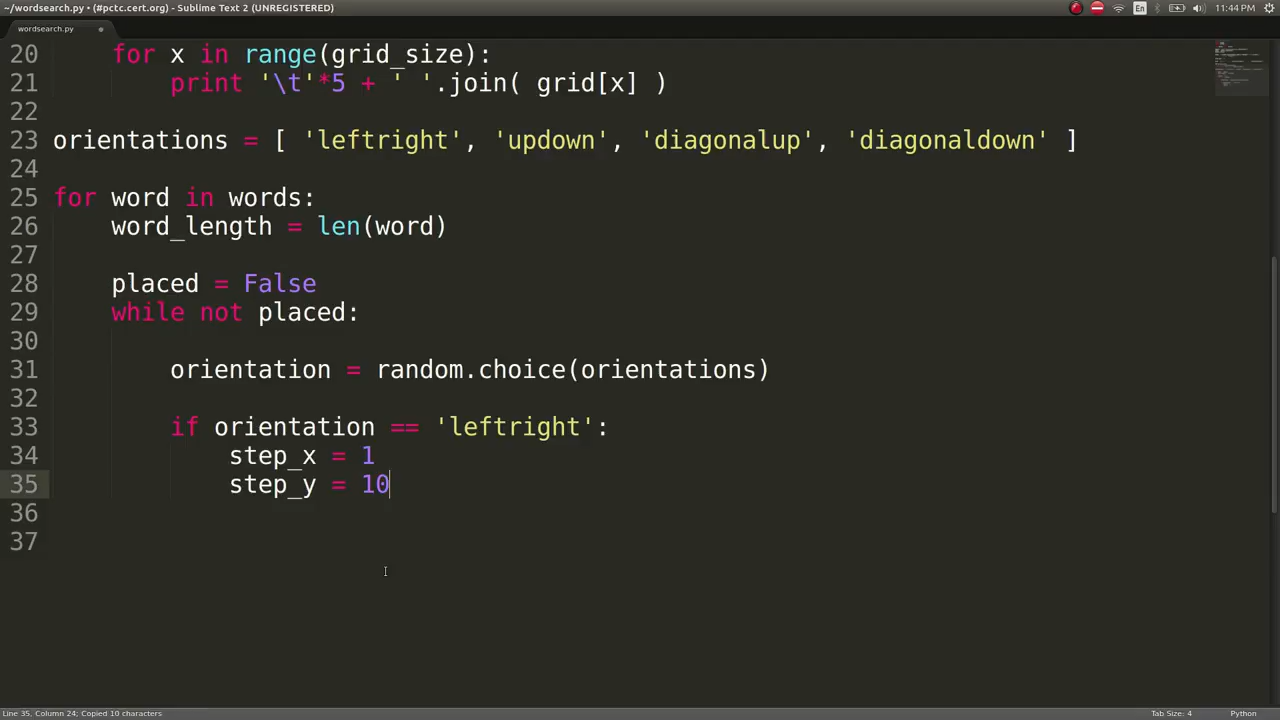 ~/wordsearch.py • (#pctc.cert.org) - Sublime Text 2 (UNREGISTERED)
En
11:44 PM
wordsearch.py
20 for x in range(grid_size):
21 print '\t'*5 + ' '.join( grid[x] )
22
23 orientations = [ 'leftright', 'updown', 'diagonalup', 'diagonaldown' ]
24
25 for word in words:
26 word_length = len(word)
27
28 placed = False
29 while not placed:
30
31 orientation = random.choice(orientations)
32
33 if orientation == 'leftright':
34 step_x = 1
35 step_y = 10
36
37
Line 35, Column 24; Copied 10 characters
Tab Size: 4
Python